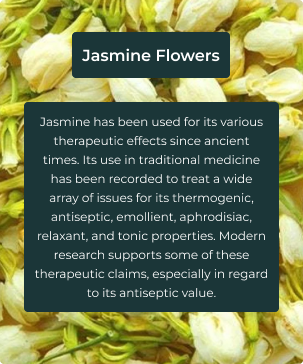 Jasmine Flowers
Jasmine has been used for its various
therapeutic effects since ancient
times. Its use in traditional medicine
has been recorded to treat a wide
array of issues for its thermogenic,
antiseptic, emollient, aphrodisiac,
relaxant, and tonic properties. Modern
research supports some of these
therapeutic claims, especially in regard
to its antiseptic value.